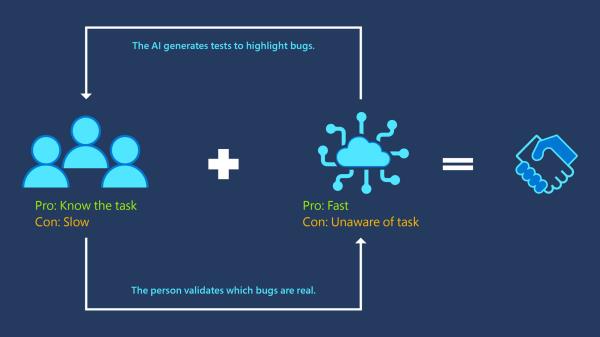 The AI generates tests to highlight bugs.
Pro: Know the task
Con: Slow
Pro: Fast
Con: Unaware of task
The person validates which bugs are real.